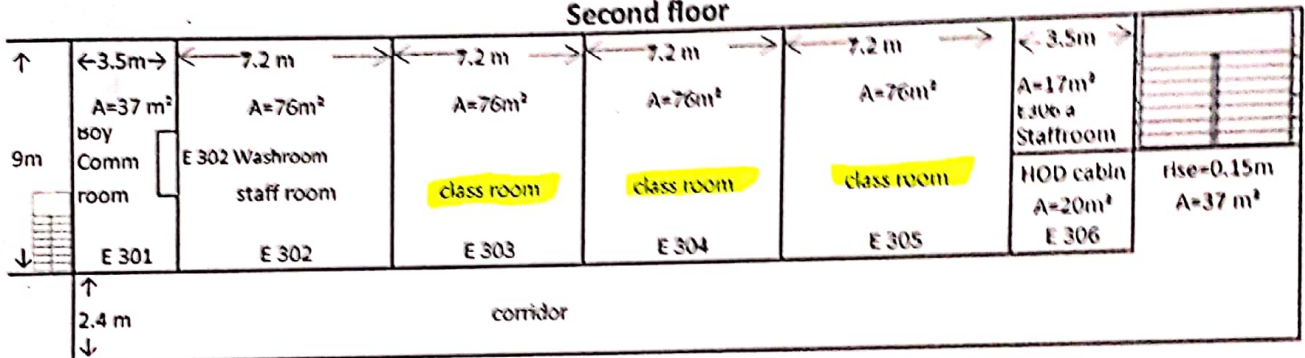 Second floor
3.5m
7.2 m
7.2 m
7.2 m
7.2 m
3.5m
A=37 m²
A=76m²
A=76m²
A=76m²
A=76m²
A=17m²
Boy
Comm
room
E 306 a
Staffroom
9m
E 302 Washroom
staff room
class room
class room
class room
HOD cabin
A=20m²
rise=0.15m
A=37 m²
E 301
E 302
E 303
E 304
E 305
E 306
2.4 m
corridor